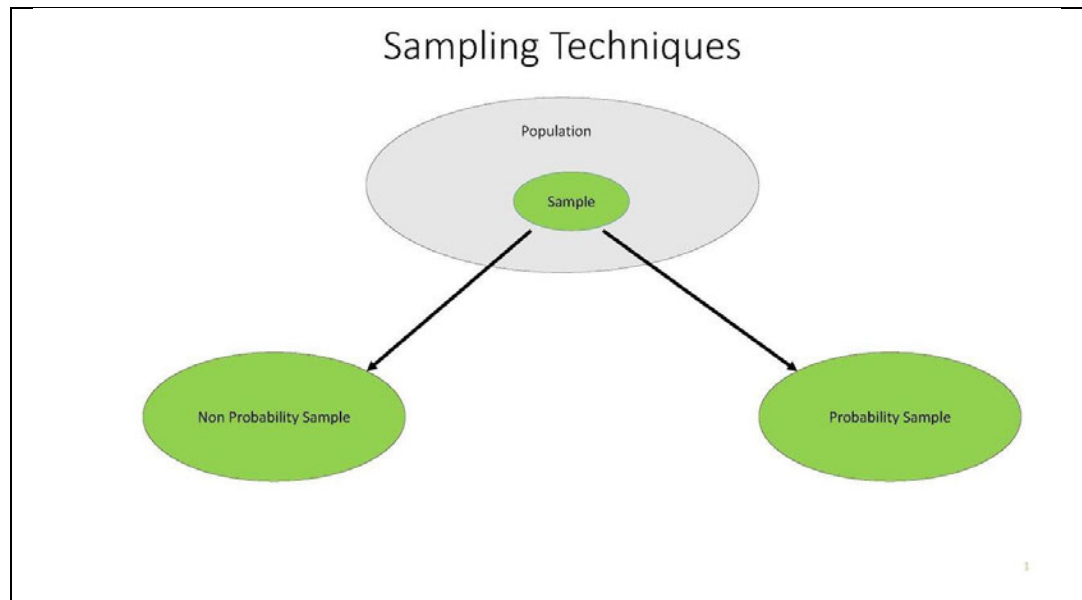 Sampling Techniques
Population
Sample
Non Probability Sample
Probability Sample
1